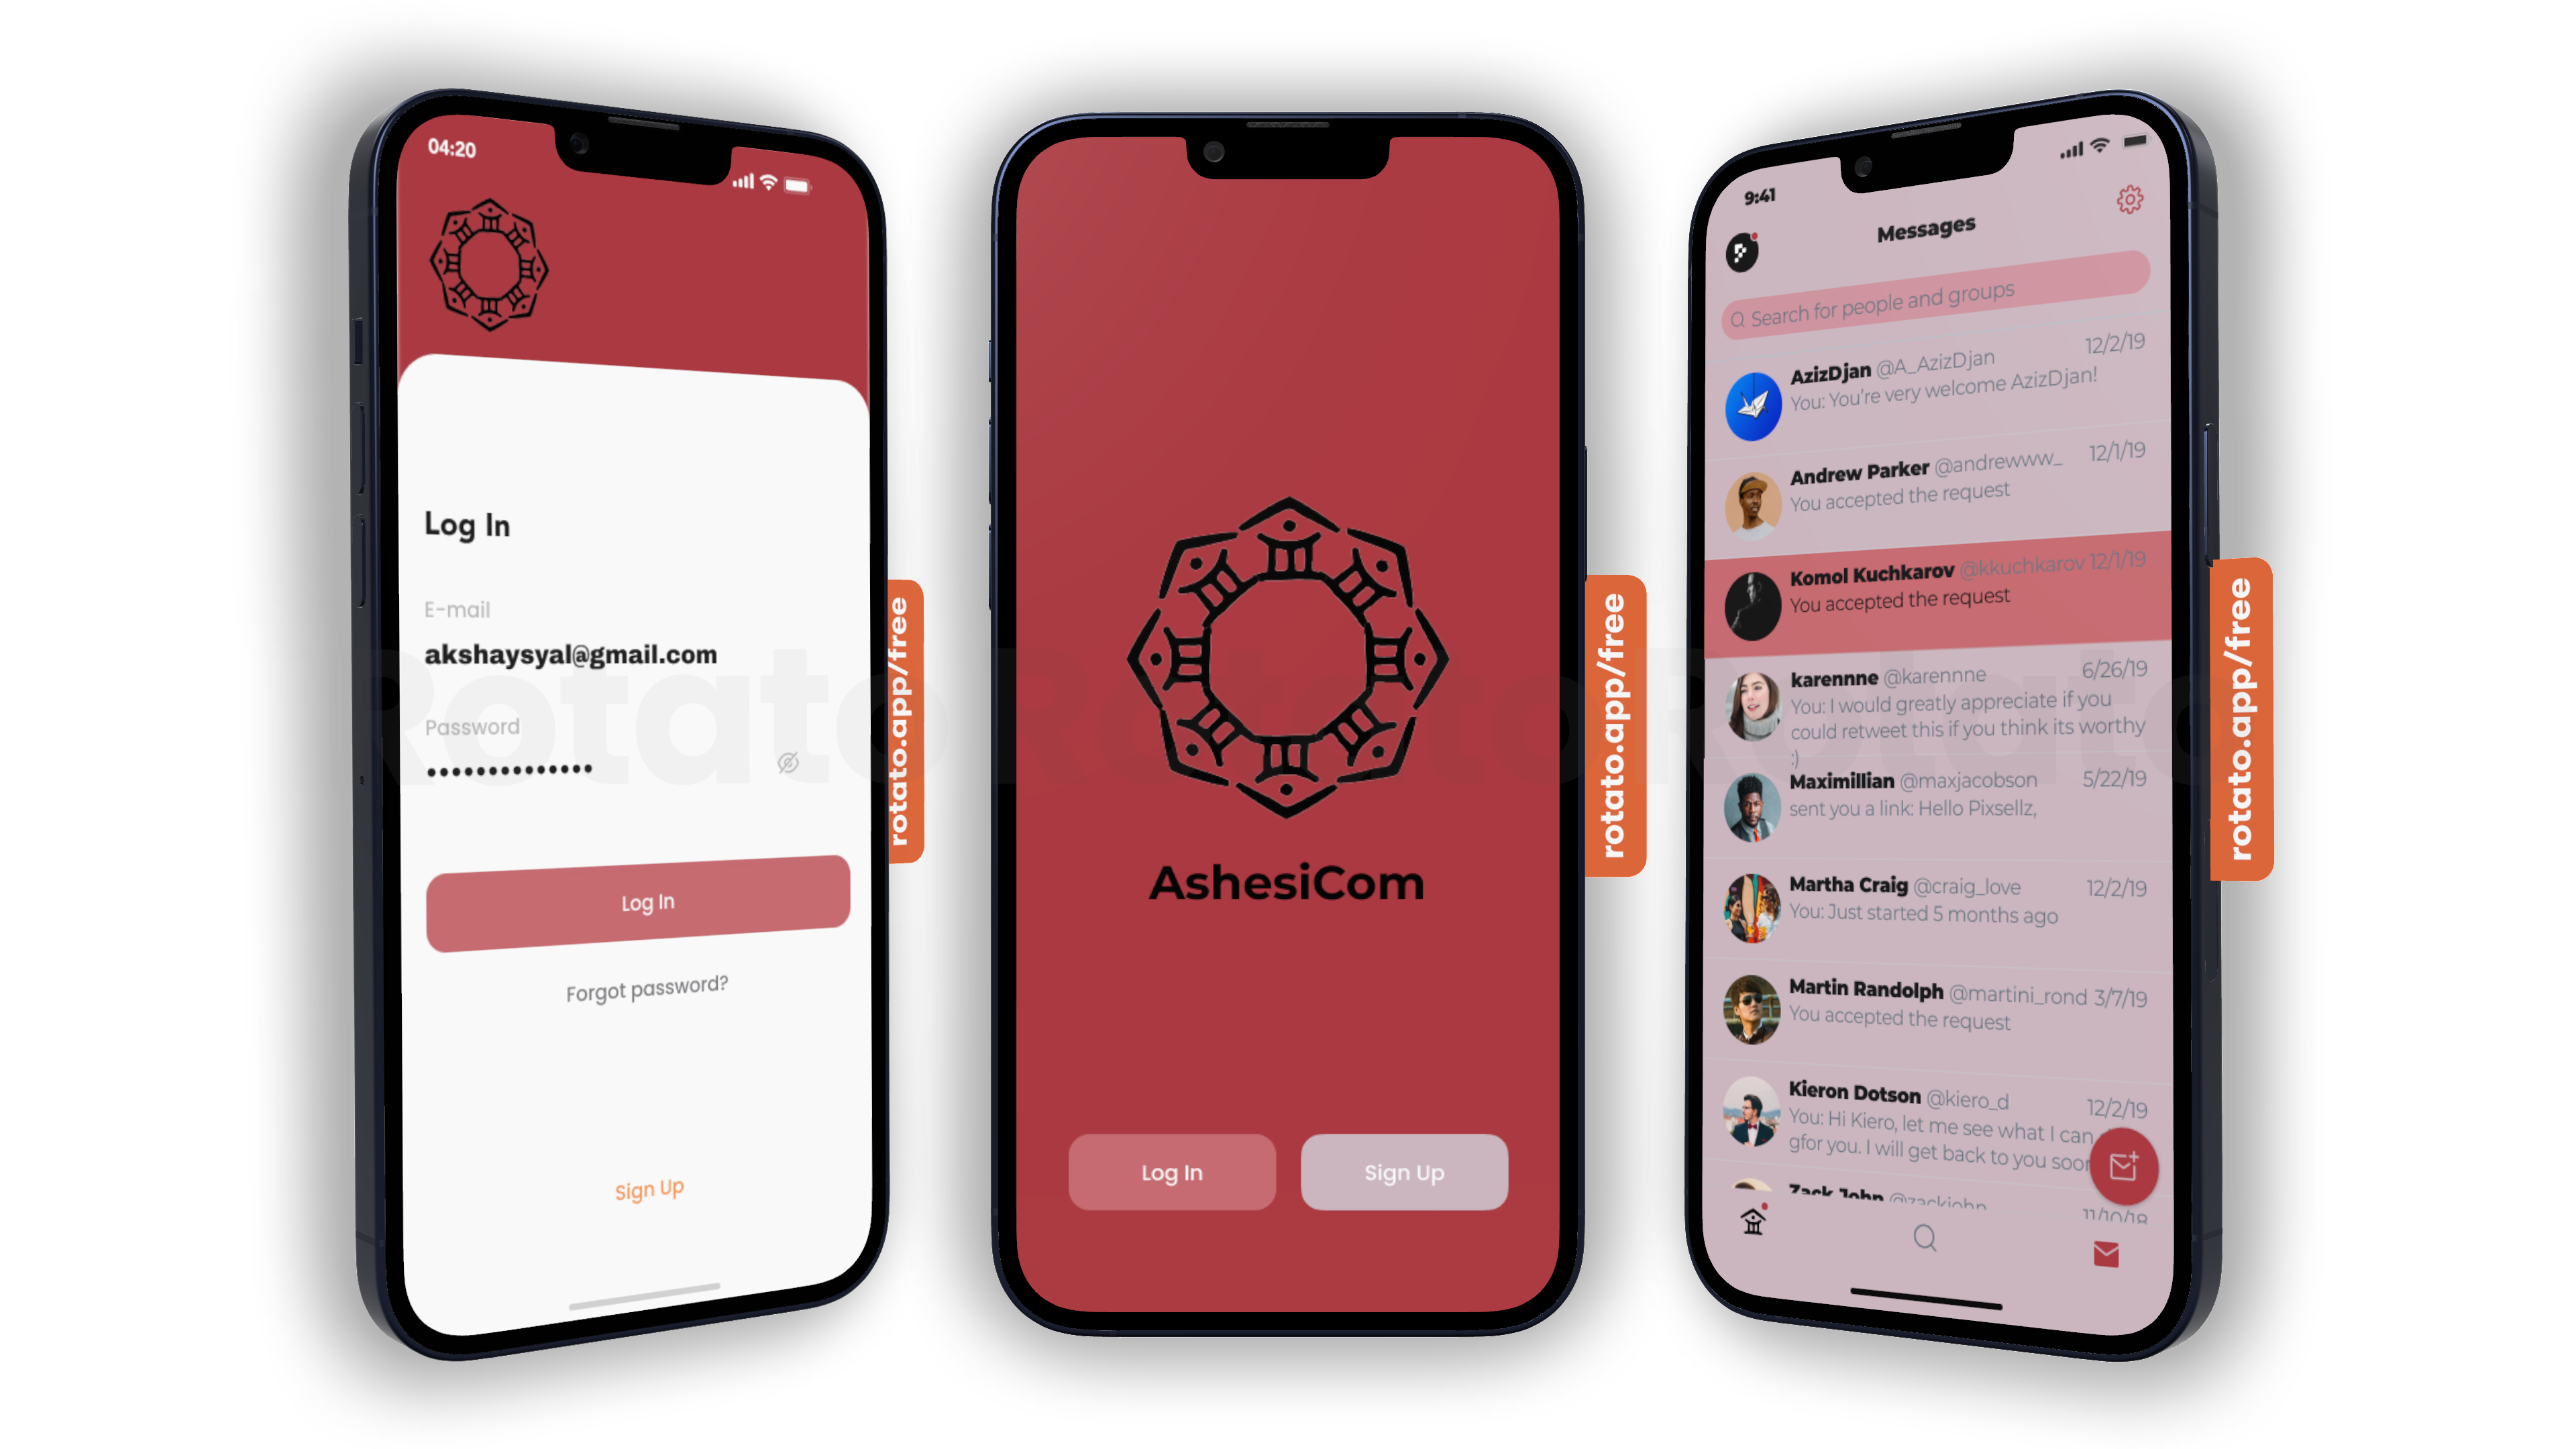 04:20
Log In
E-mail
akshaysyal@gmail.com
Password
Log In
Forgot password?
Sign Up
rotato.app/free
AshesiCom
Log In
Sign Up
rotato.app/free
9:41
Messages
Search for people and groups
AzizDjan @A_AzizDjan 12/2/19
You: You're very welcome AzizDjan!
Andrew Parker @andrewww_ 12/1/19
You accepted the request
Komol Kuchkarov @kkuchkarov 12/1/19
You accepted the request
karennne @karennne 6/26/19
You: I would greatly appreciate if you
could retweet this if you think its worthy
:)
Maximillian @maxjacobson 5/22/19
sent you a link: Hello Pixsellz,
Martha Craig @craig_love 12/2/19
You: Just started 5 months ago
Martin Randolph @martini_rond 3/7/19
You accepted the request
Kieron Dotson @kiero_d 12/2/19
You: Hi Kiero, let me see what I can
gfor you. I will get back to you soon
Zack John @zackjohn 11/10/18
rotato.app/free
Rotato Rotato Rotato